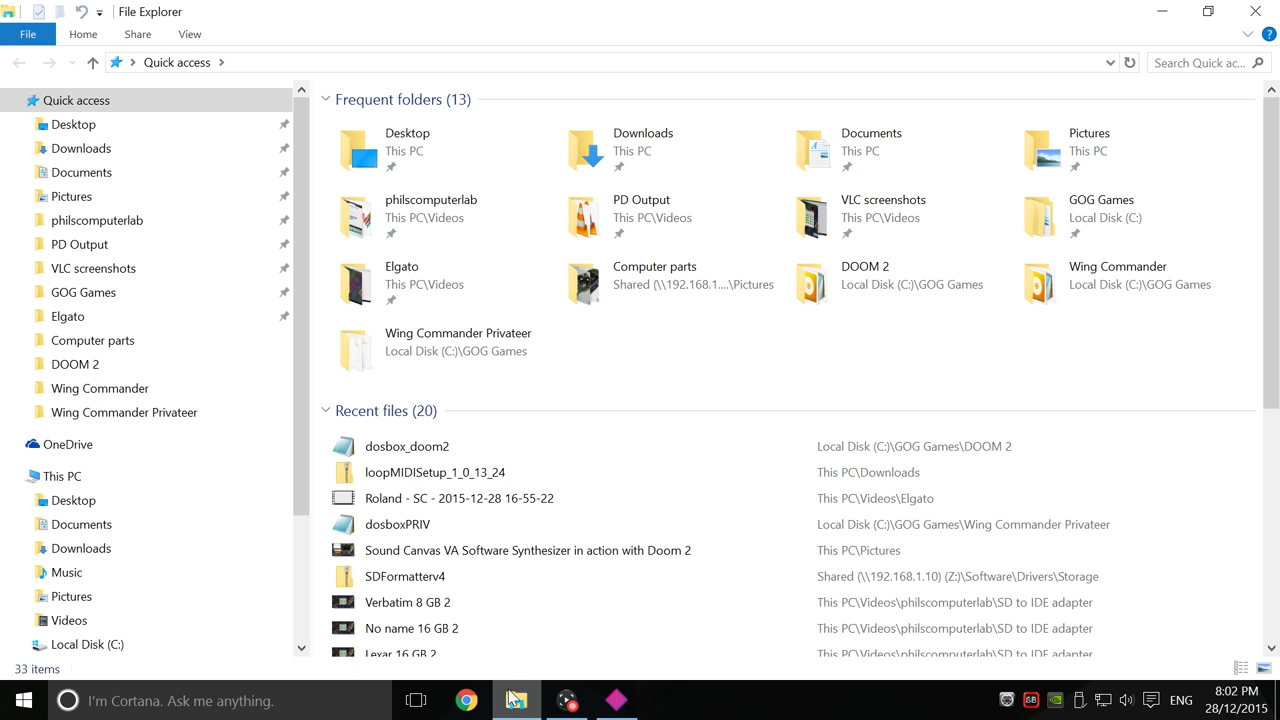 File Explorer
File Home Share View
Quick access
Search Quick ac...
Quick access
Desktop
Downloads
Documents
Pictures
philscomputerlab
PD Output
VLC screenshots
GOG Games
Elgato
Computer parts
DOOM 2
Wing Commander
Wing Commander Privateer
OneDrive
This PC
Desktop
Documents
Downloads
Music
Pictures
Videos
Local Disk (C:)
Frequent folders (13)
Desktop
This PC
Downloads
This PC
Documents
This PC
Pictures
This PC
philscomputerlab
This PC\Videos
PD Output
This PC\Videos
VLC screenshots
This PC\Videos
GOG Games
Local Disk (C:)
Elgato
This PC\Videos
Computer parts
Shared (\\192.168.1....\Pictures
DOOM 2
Local Disk (C:)\GOG Games
Wing Commander
Local Disk (C:)\GOG Games
Wing Commander Privateer
Local Disk (C:)\GOG Games
Recent files (20)
dosbox_doom2 Local Disk (C:)\GOG Games\DOOM 2
loopMIDISetup_1_0_13_24 This PC\Downloads
Roland - SC - 2015-12-28 16-55-22 This PC\Videos\Elgato
dosboxPRIV Local Disk (C:)\GOG Games\Wing Commander Privateer
Sound Canvas VA Software Synthesizer in action with Doom 2 This PC\Pictures
SDFormatterv4 Shared (\\192.168.1.10) (Z:)\Software\Drivers\Storage
Verbatim 8 GB 2 This PC\Videos\philscomputerlab\SD to IDE adapter
No name 16 GB 2 This PC\Videos\philscomputerlab\SD to IDE adapter
Lexar 16 GB 2 This PC\Videos\philscomputerlab\SD to IDE adapter
33 items
I'm Cortana. Ask me anything.
SB
ENG
8:02 PM
28/12/2015